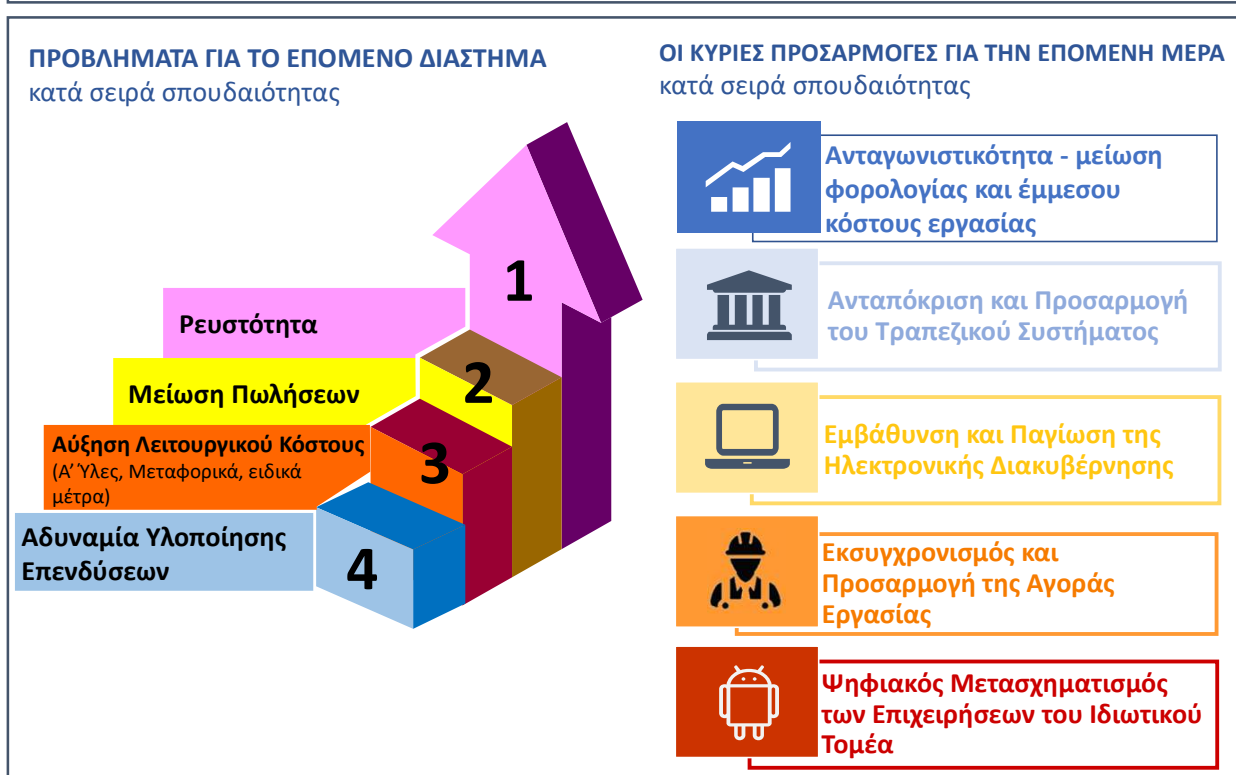 ΠΡΟΒΛΗΜΑΤΑ ΓΙΑ ΤΟ ΕΠΟΜΕΝΟ ΔΙΑΣΤΗΜΑ
κατά σειρά σπουδαιότητας
1
Ρευστότητα
2
Μείωση Πωλήσεων
3
Αύξηση Λειτουργικού Κόστους
(Α’ Ύλες, Μεταφορικά, ειδικά
μέτρα)
4
Αδυναμία Υλοποίησης
Επενδύσεων
ΟΙ ΚΥΡΙΕΣ ΠΡΟΣΑΡΜΟΓΕΣ ΓΙΑ ΤΗΝ ΕΠΟΜΕΝΗ ΜΕΡΑ
κατά σειρά σπουδαιότητας
Ανταγωνιστικότητα - μείωση
φορολογίας και έμμεσου
κόστους εργασίας
Ανταπόκριση και Προσαρμογή
του Τραπεζικού Συστήματος
Εμβάθυνση και Παγίωση της
Ηλεκτρονικής Διακυβέρνησης
Εκσυγχρονισμός και
Προσαρμογή της Αγοράς
Εργασίας
Ψηφιακός Μετασχηματισμός
των Επιχειρήσεων του Ιδιωτικού
Τομέα